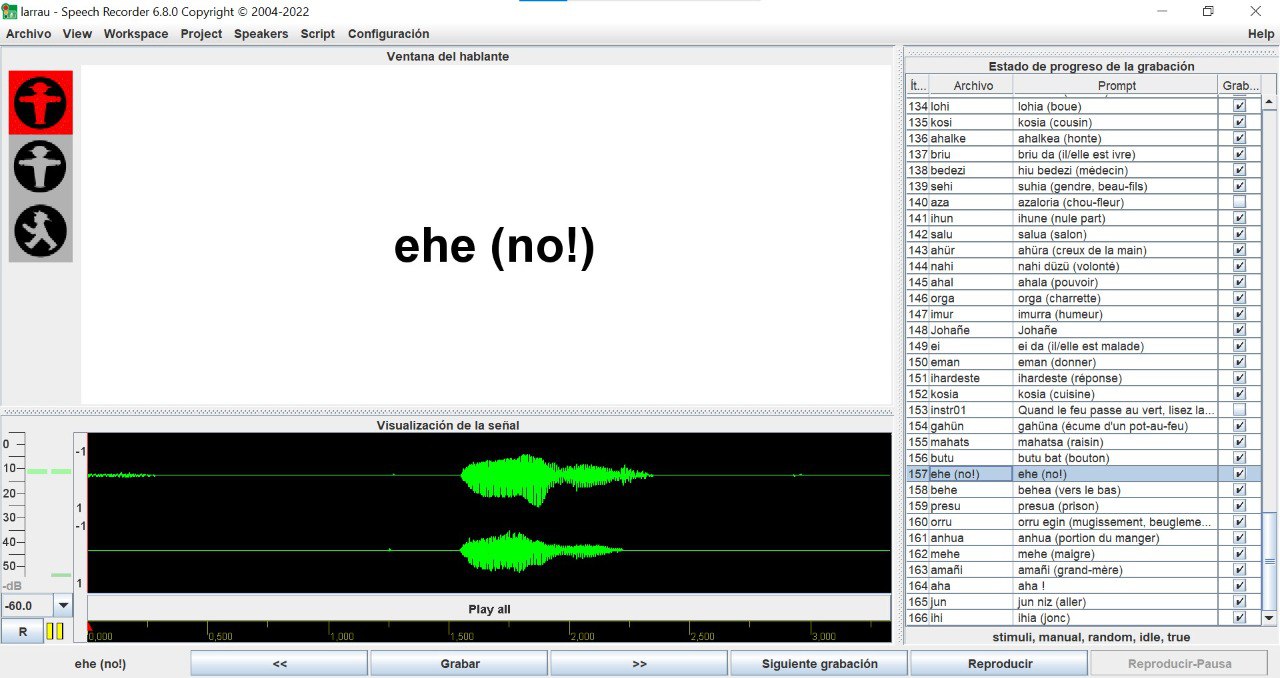 Iarrau - Speech Recorder 6.8.0 Copyright © 2004-2022
Archivo View Workspace Project Speakers Script Configuración Help
Ventana del hablante
ehe (no!)
Visualización de la señal
0
10
20
30
40
50
-dB
-60.0
R
-1
1
-1
1
Play all
0,000 0,500 1,000 1,500 2,000 2,500 3,000
Estado de progreso de la grabación
Ít... Archivo Prompt Grab...
134 lohi lohia (boue)
135 kosi kosia (cousin)
136 ahalke ahalkea (honte)
137 briu briu da (il/elle est ivre)
138 bedezi hiu bedezi (médecin)
139 sehi suhia (gendre, beau-fils)
140 aza azaloria (chou-fleur)
141 ihun ihune (nule part)
142 salu salua (salon)
143 ahür ahüra (creux de la main)
144 nahi nahi düzü (volonté)
145 ahal ahala (pouvoir)
146 orga orga (charrette)
147 imur imurra (humeur)
148 Johañe Johañe
149 ei ei da (il/elle est malade)
150 eman eman (donner)
151 ihardeste ihardeste (réponse)
152 kosia kosia (cuisine)
153 instr01 Quand le feu passe au vert, lisez la...
154 gahün gahüna (écume d'un pot-au-feu)
155 mahats mahatsa (raisin)
156 butu butu bat (bouton)
157 ehe (no!) ehe (no!)
158 behe behea (vers le bas)
159 presu presua (prison)
160 orru orru egin (mugissement, beugleme...
161 anhua anhua (portion du manger)
162 mehe mehe (maigre)
163 amañi amañi (grand-mère)
164 aha aha !
165 jun jun niz (aller)
166 ihi ihia (jonc)
stimuli, manual, random, idle, true
ehe (no!) << Grabar >> Siguiente grabación Reproducir Reproducir-Pausa